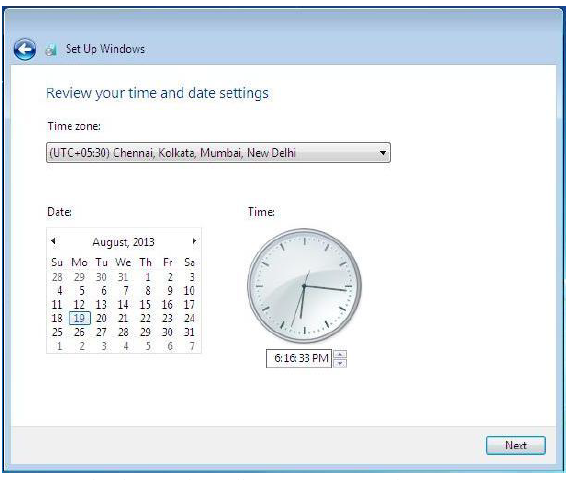 Set Up Windows
Review your time and date settings
Time zone:
(UTC+05:30) Chennai, Kolkata, Mumbai, New Delhi
Date:
Time:
August, 2013
Su Mo Tu We Th Fr Sa
28 29 30 31 1 2 3
4 5 6 7 8 9 10
11 12 13 14 15 16 17
18 19 20 21 22 23 24
25 26 27 28 29 30 31
1 2 3 4 5 6 7
6:16:33 PM
Next